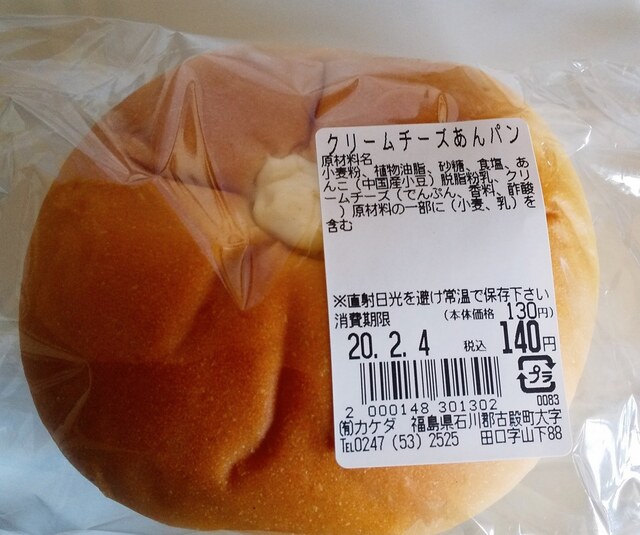 クリームチーズあんパン
原材料名
小麦粉、植物油脂、砂糖、食塩、あ
んこ（中国産小豆）脱脂粉乳、クリ
ームチーズ（でんぷん、香料、酢酸
）原材料の一部に（小麦、乳）を
含む
※直射日光を避け常温で保存下さい
消費期限 （本体価格 130円）
20. 2. 4 税込 140円
プラ
0083
2 000148 301302
㈲カケダ 福島県石川郡古殿町大字
TEL0247 (53) 2525 田口字山下88